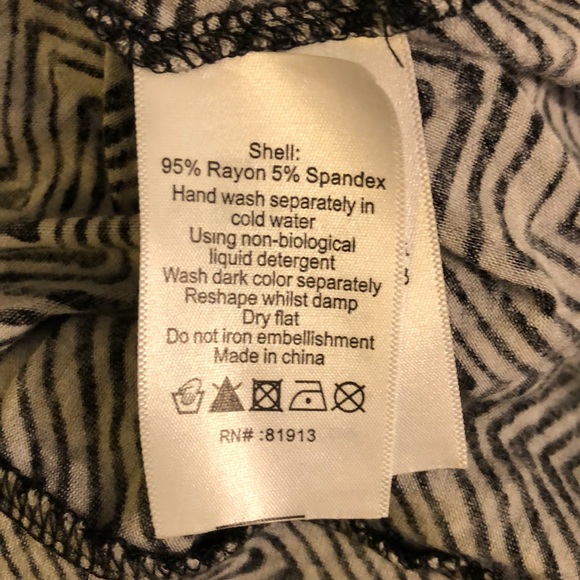 Shell:
95% Rayon 5% Spandex
Hand wash separately in
cold water
Using non-biological
liquid detergent
Wash dark color separately
Reshape whilst damp
Dry flat
Do not iron embellishment
Made in china
RN# :81913